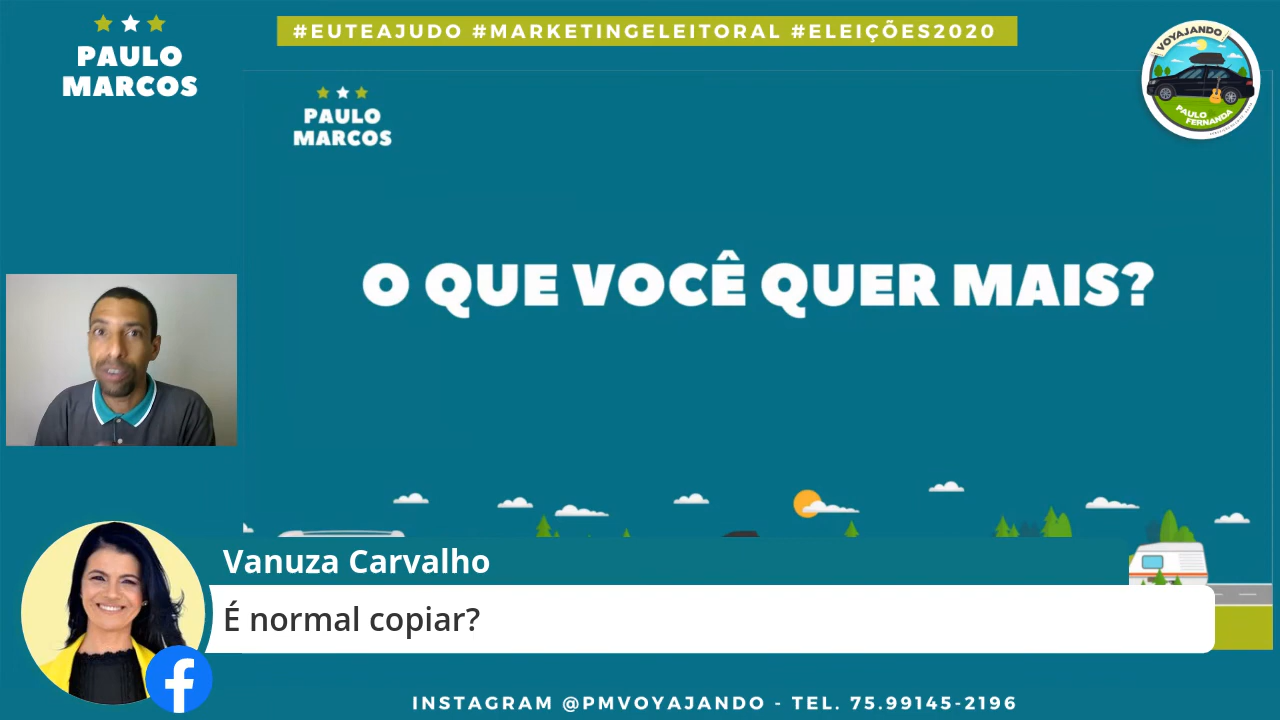 PAULO
MARCOS
#EUTEAJUDO #MARKETINGELEITORAL #ELEIÇÕES2020
VOYAJANDO
PAULO
FERNANDA
PAULO
MARCOS
O QUE VOCÊ QUER MAIS?
Vanuza Carvalho
É normal copiar?
INSTAGRAM @PMVOYAJANDO - TEL. 75.99145-2196